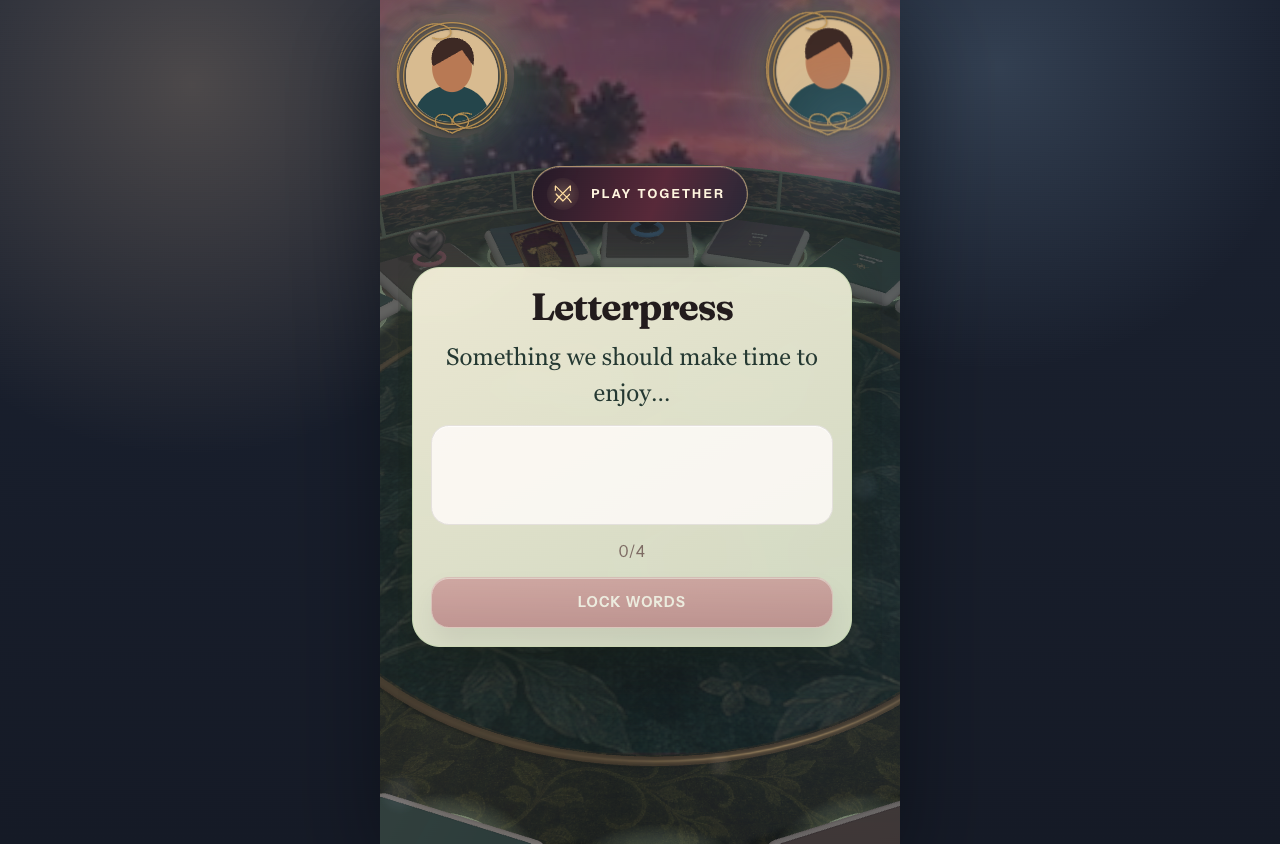 PLAY TOGETHER
Letterpress
Something we should make time to
enjoy...
0/4
LOCK WORDS